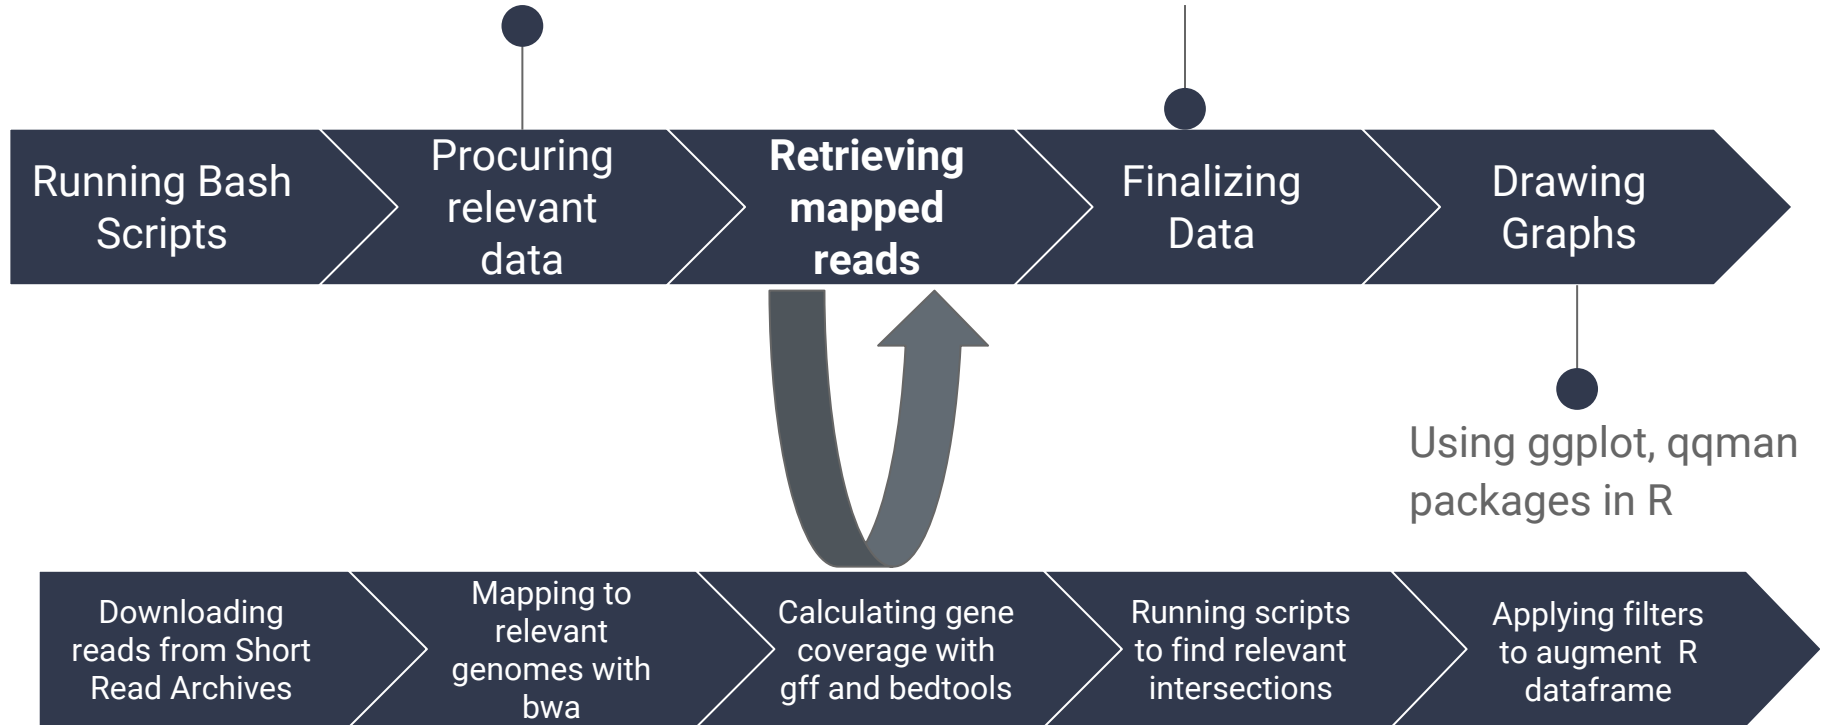 Running Bash
Scripts
Procuring
relevant
data
Retrieving
mapped
reads
Finalizing
Data
Drawing
Graphs
Using ggplot, qqman
packages in R
Downloading
reads from Short
Read Archives
Mapping to
relevant
genomes with
bwa
Calculating gene
coverage with
gff and bedtools
Running scripts
to find relevant
intersections
Applying filters
to augment R
dataframe